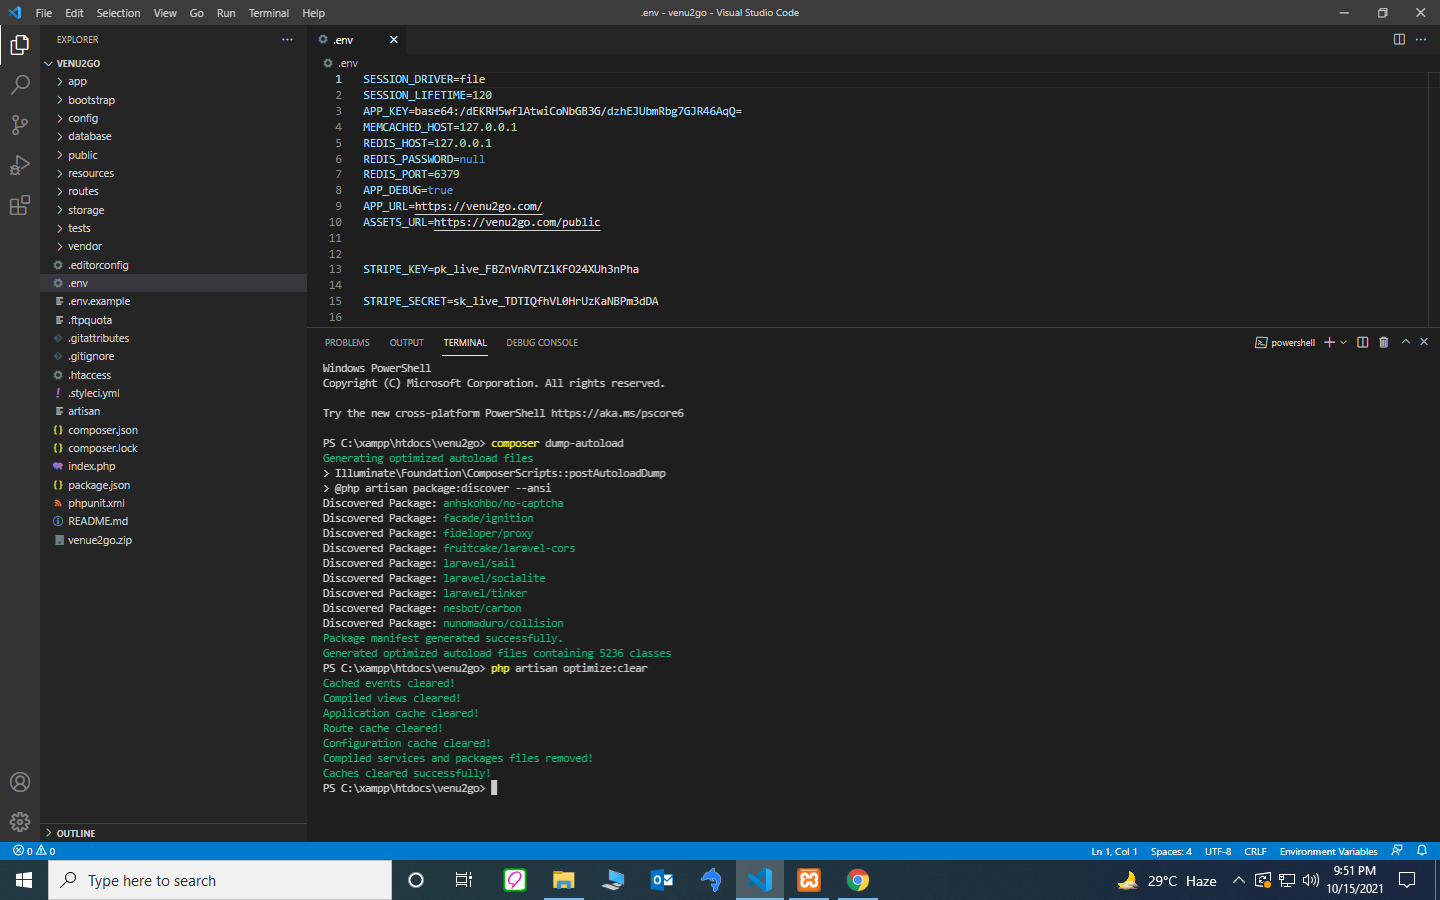 File Edit Selection View Go Run Terminal Help
.env - venu2go - Visual Studio Code
EXPLORER
VENU2GO
app
bootstrap
config
database
public
resources
routes
storage
tests
vendor
.editorconfig
.env
.env.example
.ftpquota
.gitattributes
.gitignore
.htaccess
.styleci.yml
artisan
composer.json
composer.lock
index.php
package.json
phpunit.xml
README.md
venue2go.zip
OUTLINE
.env
.env
1 SESSION_DRIVER=file
2 SESSION_LIFETIME=120
3 APP_KEY=base64:/dEKRH5wflAtwiCoNbGB3G/dzhEJUbmRbg7GJR46AqQ=
4 MEMCACHED_HOST=127.0.0.1
5 REDIS_HOST=127.0.0.1
6 REDIS_PASSWORD=null
7 REDIS_PORT=6379
8 APP_DEBUG=true
9 APP_URL=https://venu2go.com/
10 ASSETS_URL=https://venu2go.com/public
11
12
13 STRIPE_KEY=pk_live_FBZnVnRVTZ1KFO24XUh3nPha
14
15 STRIPE_SECRET=sk_live_TDTIQfhVL0HrUzKaNBPm3dDA
16
PROBLEMS OUTPUT TERMINAL DEBUG CONSOLE
powershell
Windows PowerShell
Copyright (C) Microsoft Corporation. All rights reserved.
Try the new cross-platform PowerShell https://aka.ms/pscore6
PS C:\xampp\htdocs\venu2go> composer dump-autoload
Generating optimized autoload files
> Illuminate\Foundation\ComposerScripts::postAutoloadDump
> @php artisan package:discover --ansi
Discovered Package: anhskohbo/no-captcha
Discovered Package: facade/ignition
Discovered Package: fideloper/proxy
Discovered Package: fruitcake/laravel-cors
Discovered Package: laravel/sail
Discovered Package: laravel/socialite
Discovered Package: laravel/tinker
Discovered Package: nesbot/carbon
Discovered Package: nunomaduro/collision
Package manifest generated successfully.
Generated optimized autoload files containing 5236 classes
PS C:\xampp\htdocs\venu2go> php artisan optimize:clear
Cached events cleared!
Compiled views cleared!
Application cache cleared!
Route cache cleared!
Configuration cache cleared!
Compiled services and packages files removed!
Caches cleared successfully!
PS C:\xampp\htdocs\venu2go>
0 0
Ln 1, Col 1 Spaces: 4 UTF-8 CRLF Environment Variables
Type here to search
29°C Haze
9:51 PM
10/15/2021